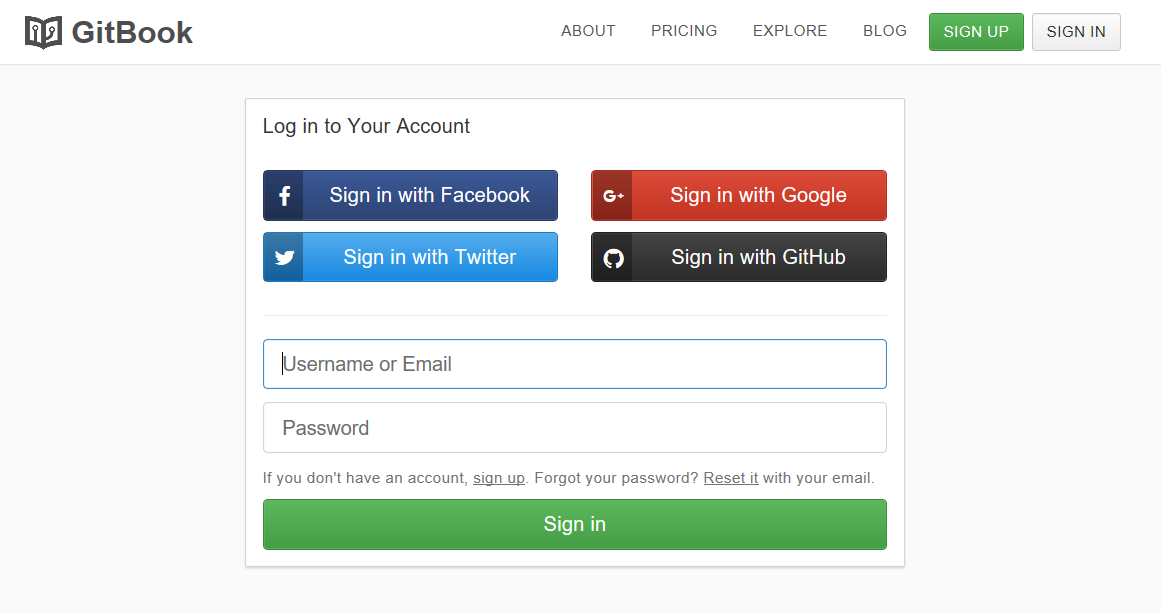 GitBook ABOUT PRICING EXPLORE BLOG SIGN UP SIGN IN
Log in to Your Account
Sign in with Facebook G+ Sign in with Google
Sign in with Twitter Sign in with GitHub
Username or Email
Password
If you don't have an account, sign up. Forgot your password? Reset it with your email.
Sign in